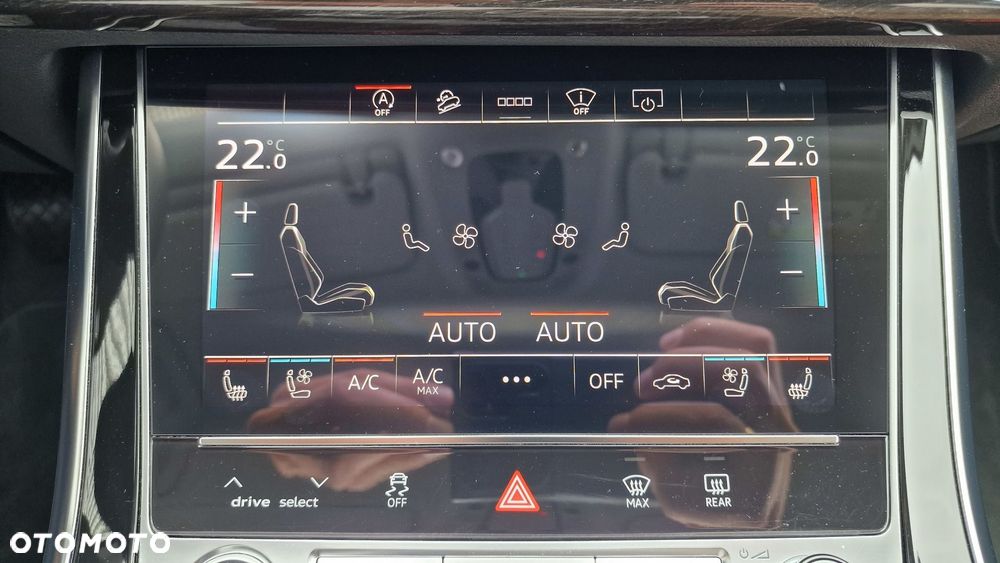 A
OFF
i
OFF
22.0 °C
22.0 °C
+
+
−
−
AUTO AUTO
A/C A/C MAX ••• OFF
drive select OFF MAX REAR
OTOMOTO